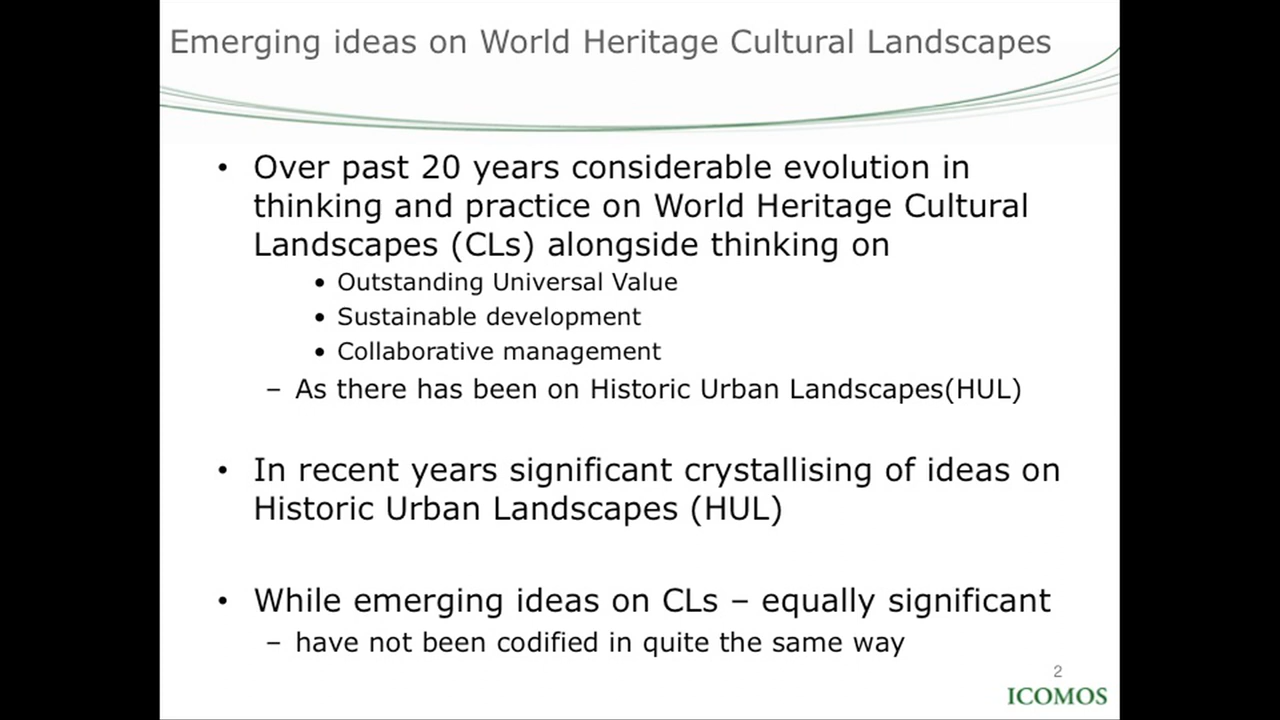 Emerging ideas on World Heritage Cultural Landscapes
• Over past 20 years considerable evolution in
thinking and practice on World Heritage Cultural
Landscapes (CLs) alongside thinking on
• Outstanding Universal Value
• Sustainable development
• Collaborative management
– As there has been on Historic Urban Landscapes(HUL)
• In recent years significant crystallising of ideas on
Historic Urban Landscapes (HUL)
• While emerging ideas on CLs – equally significant
– have not been codified in quite the same way
2
ICOMOS